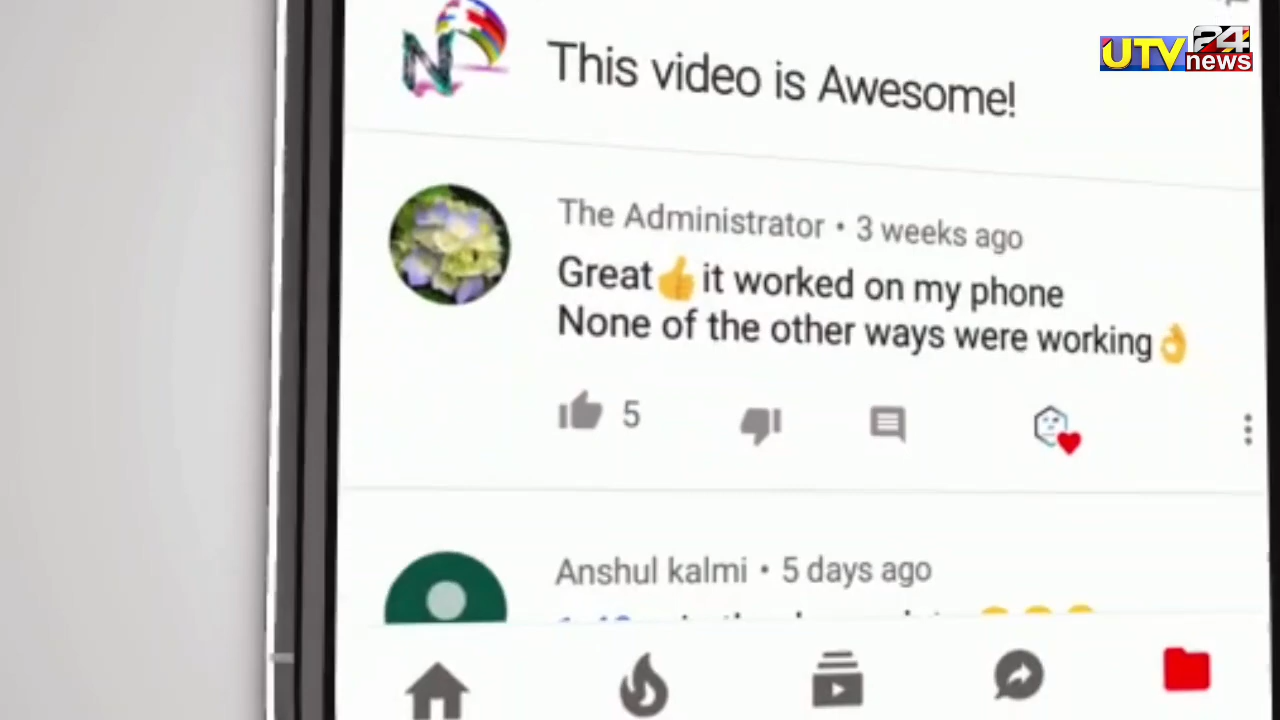 UTV 24 news
This video is Awesome!
The Administrator • 3 weeks ago
Great👍 it worked on my phone
None of the other ways were working👌
5
Anshul kalmi • 5 days ago